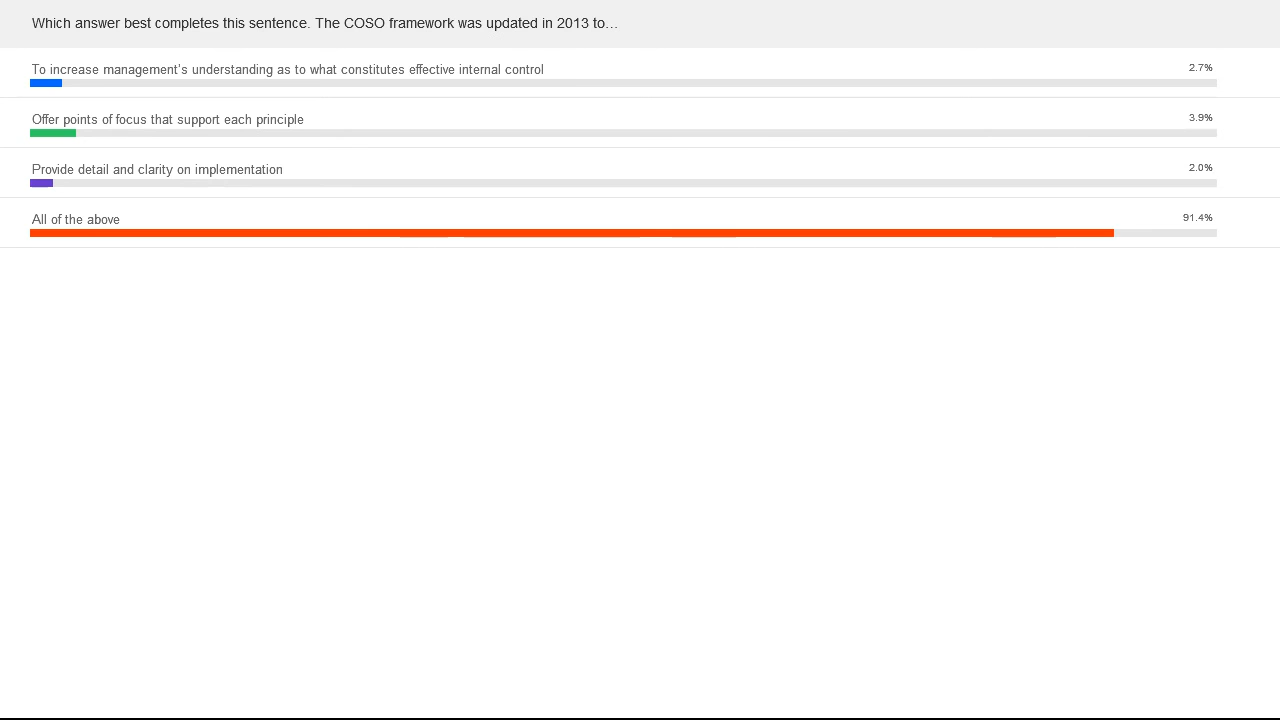 Which answer best completes this sentence. The COSO framework was updated in 2013 to…
To increase management's understanding as to what constitutes effective internal control
2.7%
Offer points of focus that support each principle
3.9%
Provide detail and clarity on implementation
2.0%
All of the above
91.4%